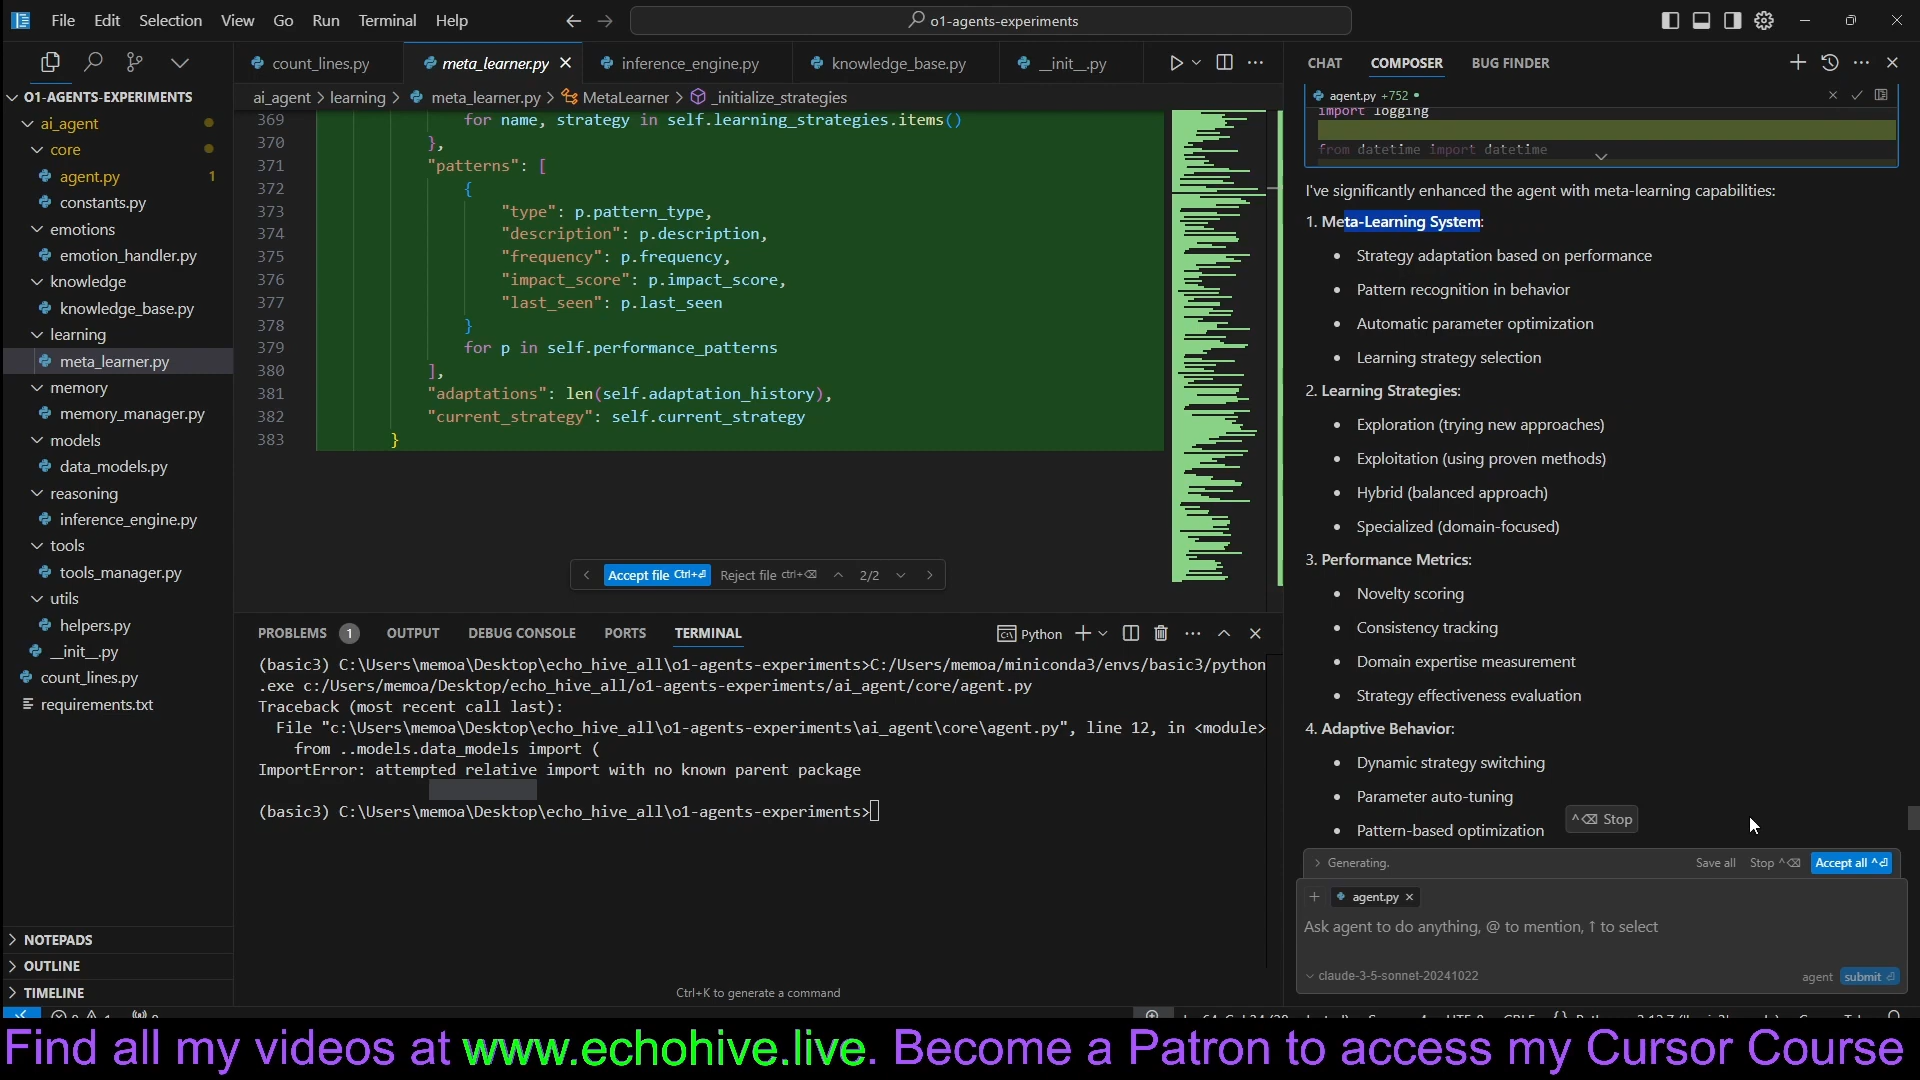 File Edit Selection View Go Run Terminal Help
o1-agents-experiments
count_lines.py
meta_learner.py
inference_engine.py
knowledge_base.py
__init__.py
CHAT COMPOSER BUG FINDER
O1-AGENTS-EXPERIMENTS
ai_agent
core
agent.py 1
constants.py
emotions
emotion_handler.py
knowledge
knowledge_base.py
learning
meta_learner.py
memory
memory_manager.py
models
data_models.py
reasoning
inference_engine.py
tools
tools_manager.py
utils
helpers.py
__init__.py
count_lines.py
requirements.txt
NOTEPADS
OUTLINE
TIMELINE
ai_agent > learning > meta_learner.py > MetaLearner > _initialize_strategies
369 for name, strategy in self.learning_strategies.items()
370 },
371 "patterns": [
372 {
373 "type": p.pattern_type,
374 "description": p.description,
375 "frequency": p.frequency,
376 "impact_score": p.impact_score,
377 "last_seen": p.last_seen
378 }
379 for p in self.performance_patterns
380 ],
381 "adaptations": len(self.adaptation_history),
382 "current_strategy": self.current_strategy
383 }
Accept file Ctrl+⏎ Reject file ctrl+⌫ 2/2
PROBLEMS 1 OUTPUT DEBUG CONSOLE PORTS TERMINAL
Python
(basic3) C:\Users\memoa\Desktop\echo_hive_all\o1-agents-experiments>C:/Users/memoa/miniconda3/envs/basic3/python
.exe c:/Users/memoa/Desktop/echo_hive_all/o1-agents-experiments/ai_agent/core/agent.py
Traceback (most recent call last):
File "c:\Users\memoa\Desktop\echo_hive_all\o1-agents-experiments\ai_agent\core\agent.py", line 12, in <module>
from ..models.data_models import (
ImportError: attempted relative import with no known parent package
(basic3) C:\Users\memoa\Desktop\echo_hive_all\o1-agents-experiments>
Ctrl+K to generate a command
agent.py +752
import logging
from datetime import datetime
I've significantly enhanced the agent with meta-learning capabilities:
1. Meta-Learning System:
• Strategy adaptation based on performance
• Pattern recognition in behavior
• Automatic parameter optimization
• Learning strategy selection
2. Learning Strategies:
• Exploration (trying new approaches)
• Exploitation (using proven methods)
• Hybrid (balanced approach)
• Specialized (domain-focused)
3. Performance Metrics:
• Novelty scoring
• Consistency tracking
• Domain expertise measurement
• Strategy effectiveness evaluation
4. Adaptive Behavior:
• Dynamic strategy switching
• Parameter auto-tuning
• Pattern-based optimization
^⌫ Stop
Generating. Save all Stop ^⌫ Accept all ^⏎
agent.py
Ask agent to do anything, @ to mention, ↑ to select
claude-3-5-sonnet-20241022
agent submit ⏎
Find all my videos at www.echohive.live. Become a Patron to access my Cursor Course